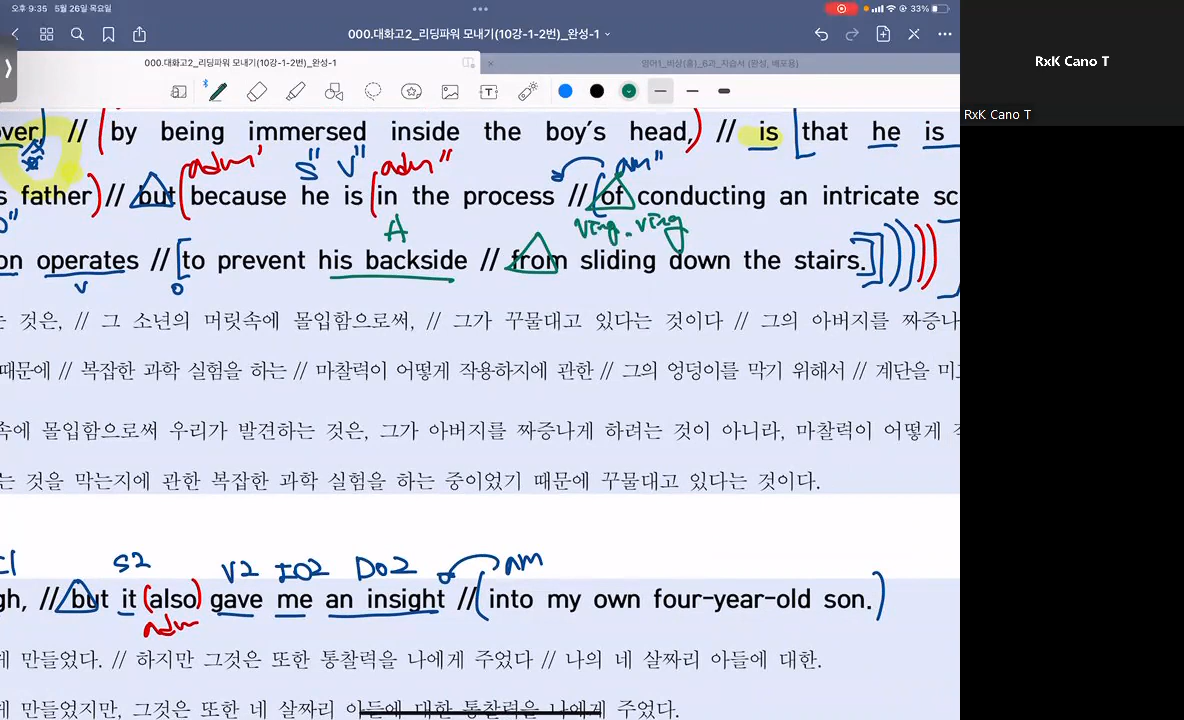 오후 9:35 5월 26일 목요일
33%
000.대화고2_리딩파워 모내기(10강-1-2번)_완성-1
RxK Cano T
000.대화고2_리딩파워 모내기(10강-1-2번)_완성-1
영어1_비상(홍)_6과_자습서 (완성, 배포용)
RxK Cano T
over) // (by being immersed inside the boy's head,) // is [that he is
adm' S" V" adm" am"
s father) // but (because he is (in the process // (of conducting an intricate sc
o" A Ving. Ving
on operates // [to prevent his backside // from sliding down the stairs.]]))))]
v o
는 것은, // 그 소년의 머릿속에 몰입함으로써, // 그가 꾸물대고 있다는 것이다 // 그의 아버지를 짜증나
때문에 // 복잡한 과학 실험을 하는 // 마찰력이 어떻게 작용하지에 관한 // 그의 엉덩이를 막기 위해서 // 계단을 미
속에 몰입함으로써 우리가 발견하는 것은, 그가 아버지를 짜증나게 하려는 것이 아니라, 마찰력이 어떻게
는 것을 막는지에 관한 복잡한 과학 실험을 하는 중이었기 때문에 꾸물대고 있다는 것이다.
S2 V2 IO2 DO2 am
gh, // but it (also) gave me an insight // (into my own four-year-old son.)
adm
게 만들었다. // 하지만 그것은 또한 통찰력을 나에게 주었다 // 나의 네 살짜리 아들에 대한.
게 만들었지만, 그것은 또한 네 살짜리 아들에 대한 통찰력을 나에게 주었다.